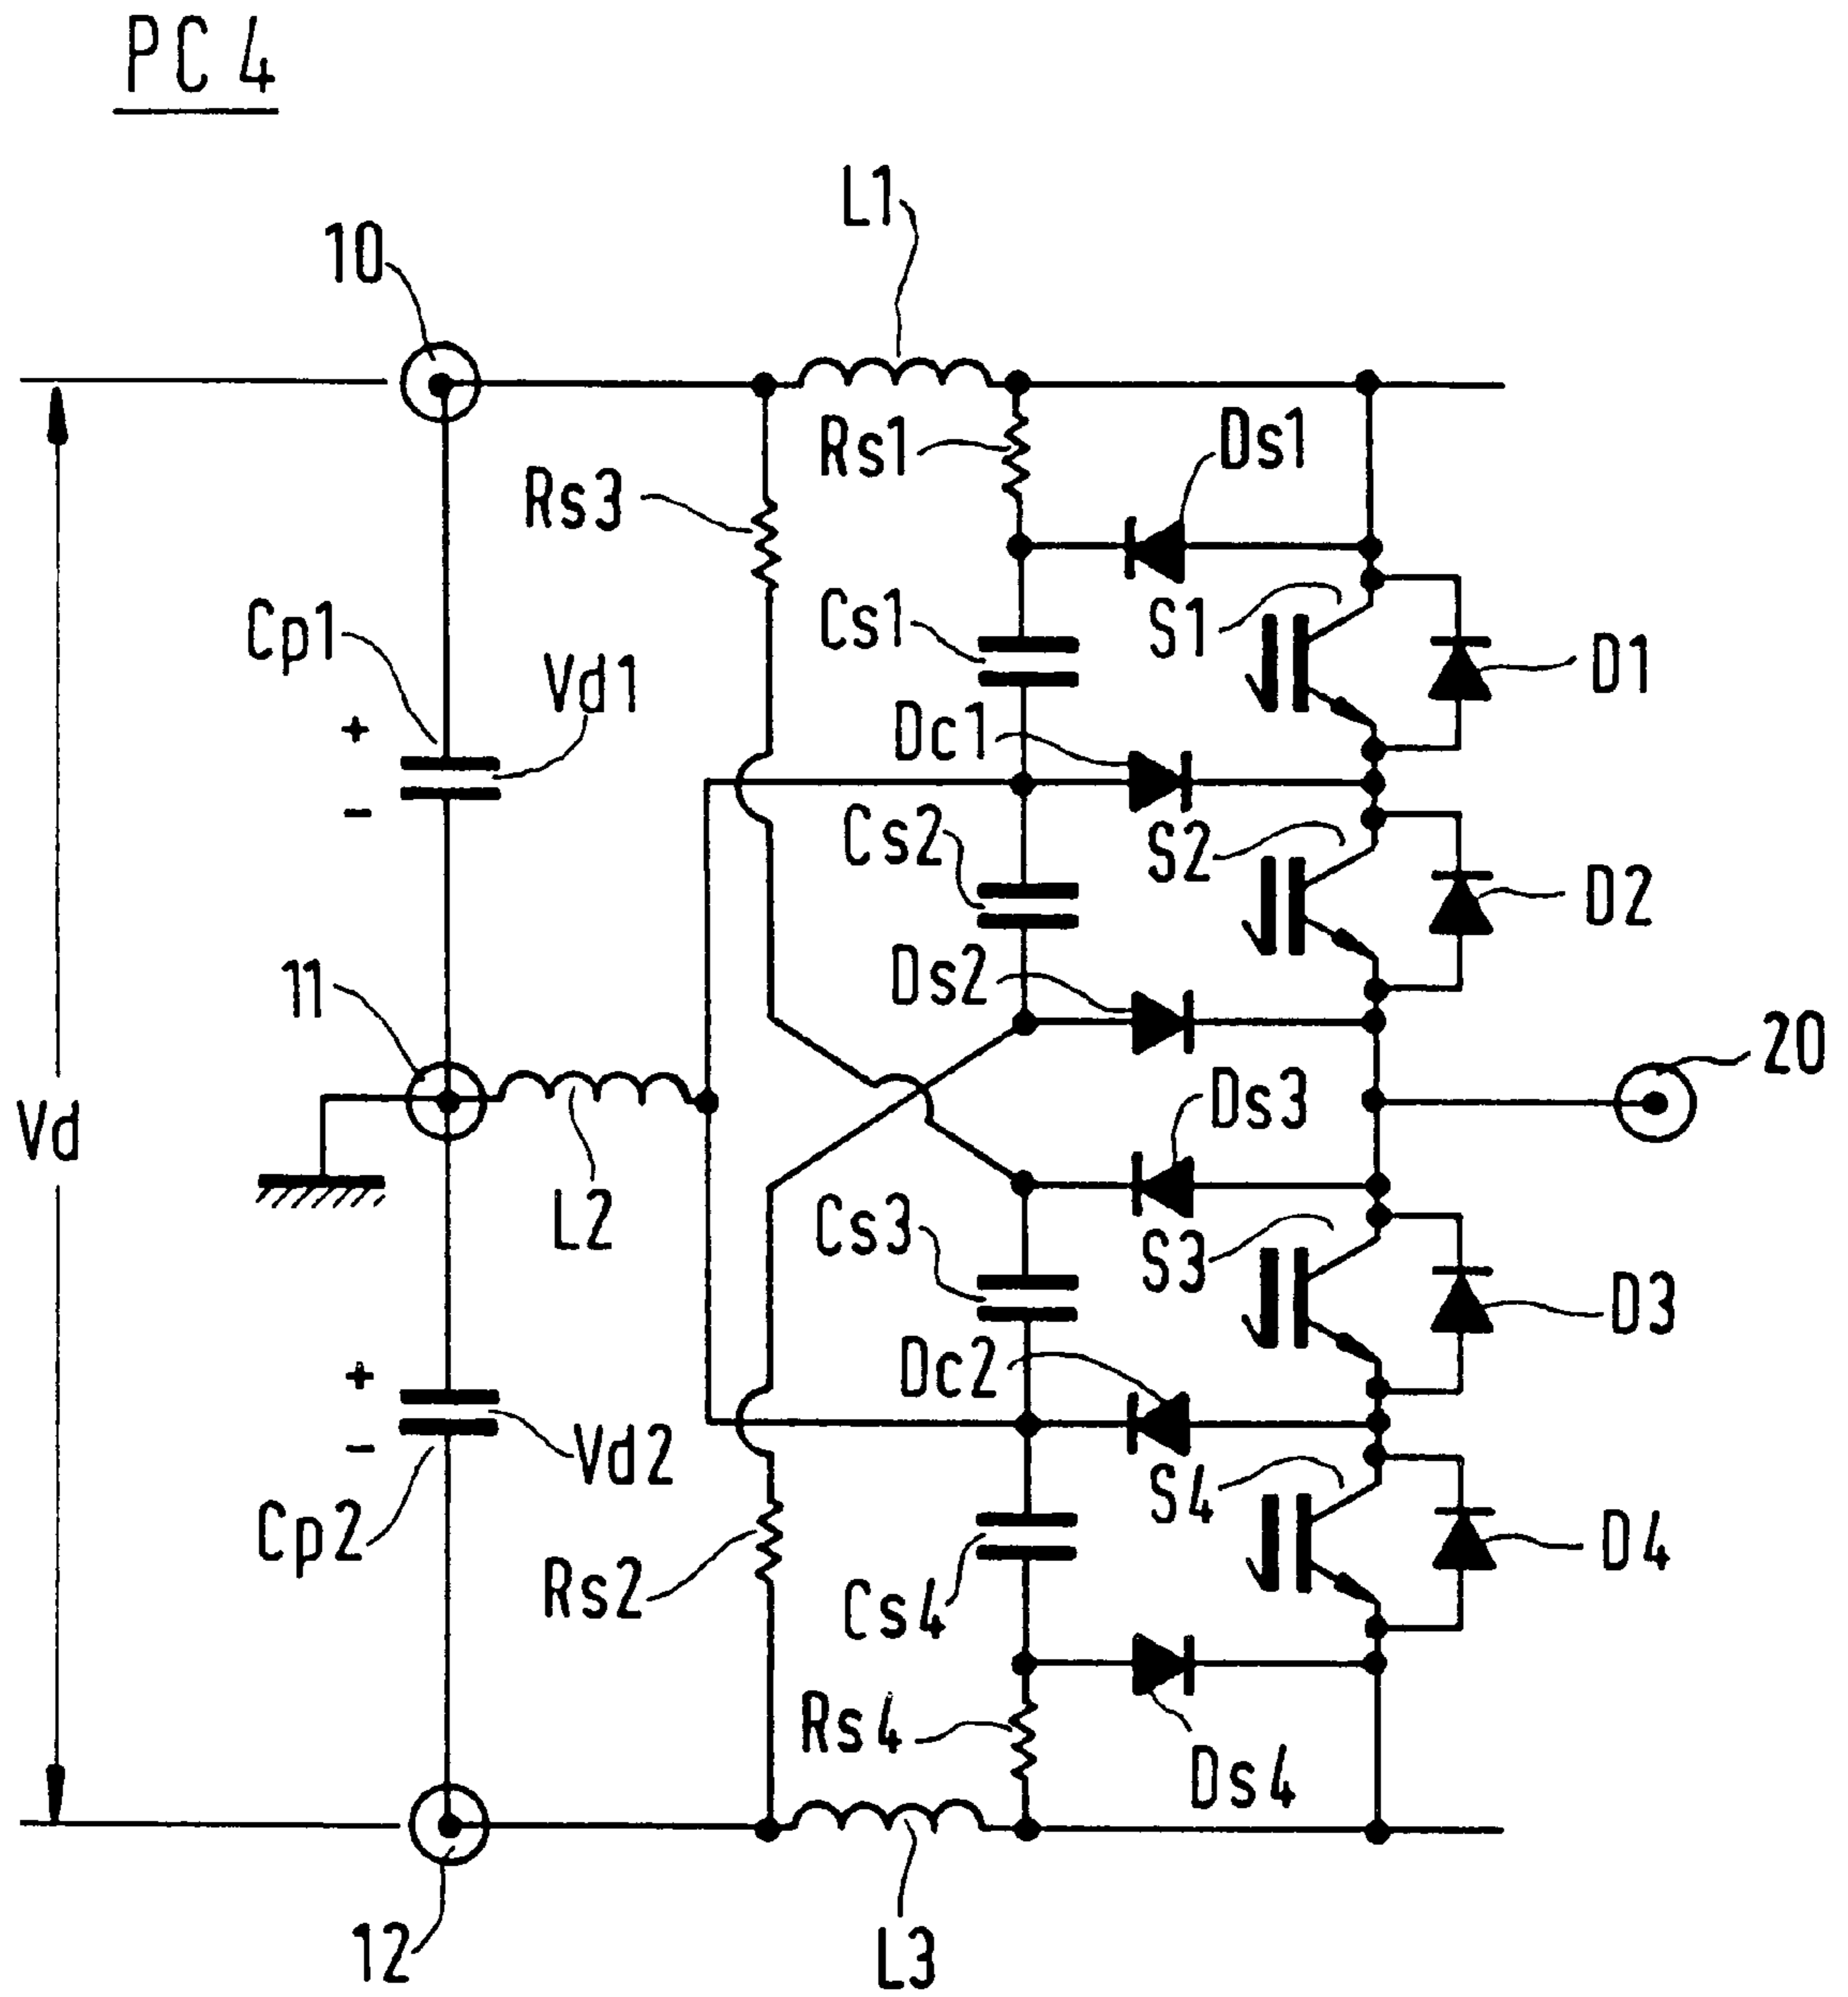 PC 4
L1
10
Rs1
Ds1
Rs3
Cs1
S1
Cp1
D1
Vd1
Dc1
+
-
Cs2
S2
D2
Ds2
11
20
Ds3
Vd
L2
Cs3
S3
D3
Dc2
+
-
Vd2
S4
Cp2
D4
Rs2
Cs4
Rs4
Ds4
12
L3